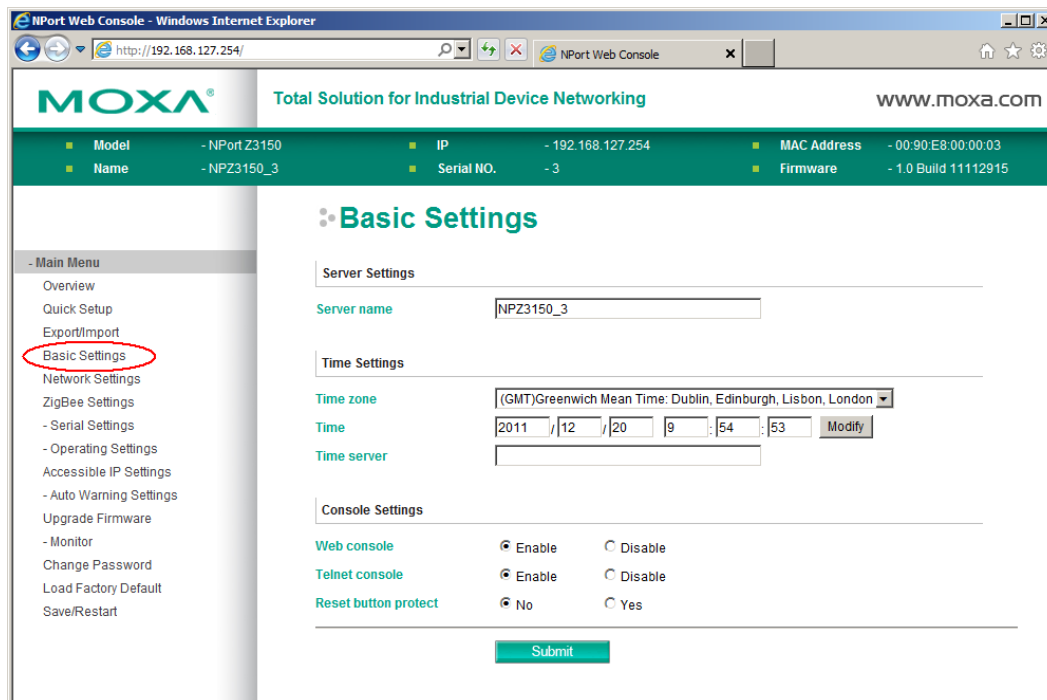 NPort Web Console - Windows Internet Explorer
http://192.168.127.254/
NPort Web Console
MOXA®
Total Solution for Industrial Device Networking
www.moxa.com
Model - NPort Z3150 IP - 192.168.127.254 MAC Address - 00:90:E8:00:00:03
Name - NPZ3150_3 Serial NO. - 3 Firmware - 1.0 Build 11112915
- Main Menu
Overview
Quick Setup
Export/Import
Basic Settings
Network Settings
ZigBee Settings
- Serial Settings
- Operating Settings
Accessible IP Settings
- Auto Warning Settings
Upgrade Firmware
- Monitor
Change Password
Load Factory Default
Save/Restart
Basic Settings
Server Settings
Server name NPZ3150_3
Time Settings
Time zone (GMT)Greenwich Mean Time: Dublin, Edinburgh, Lisbon, London
Time 2011 / 12 / 20 9 : 54 : 53 Modify
Time server
Console Settings
Web console Enable Disable
Telnet console Enable Disable
Reset button protect No Yes
Submit